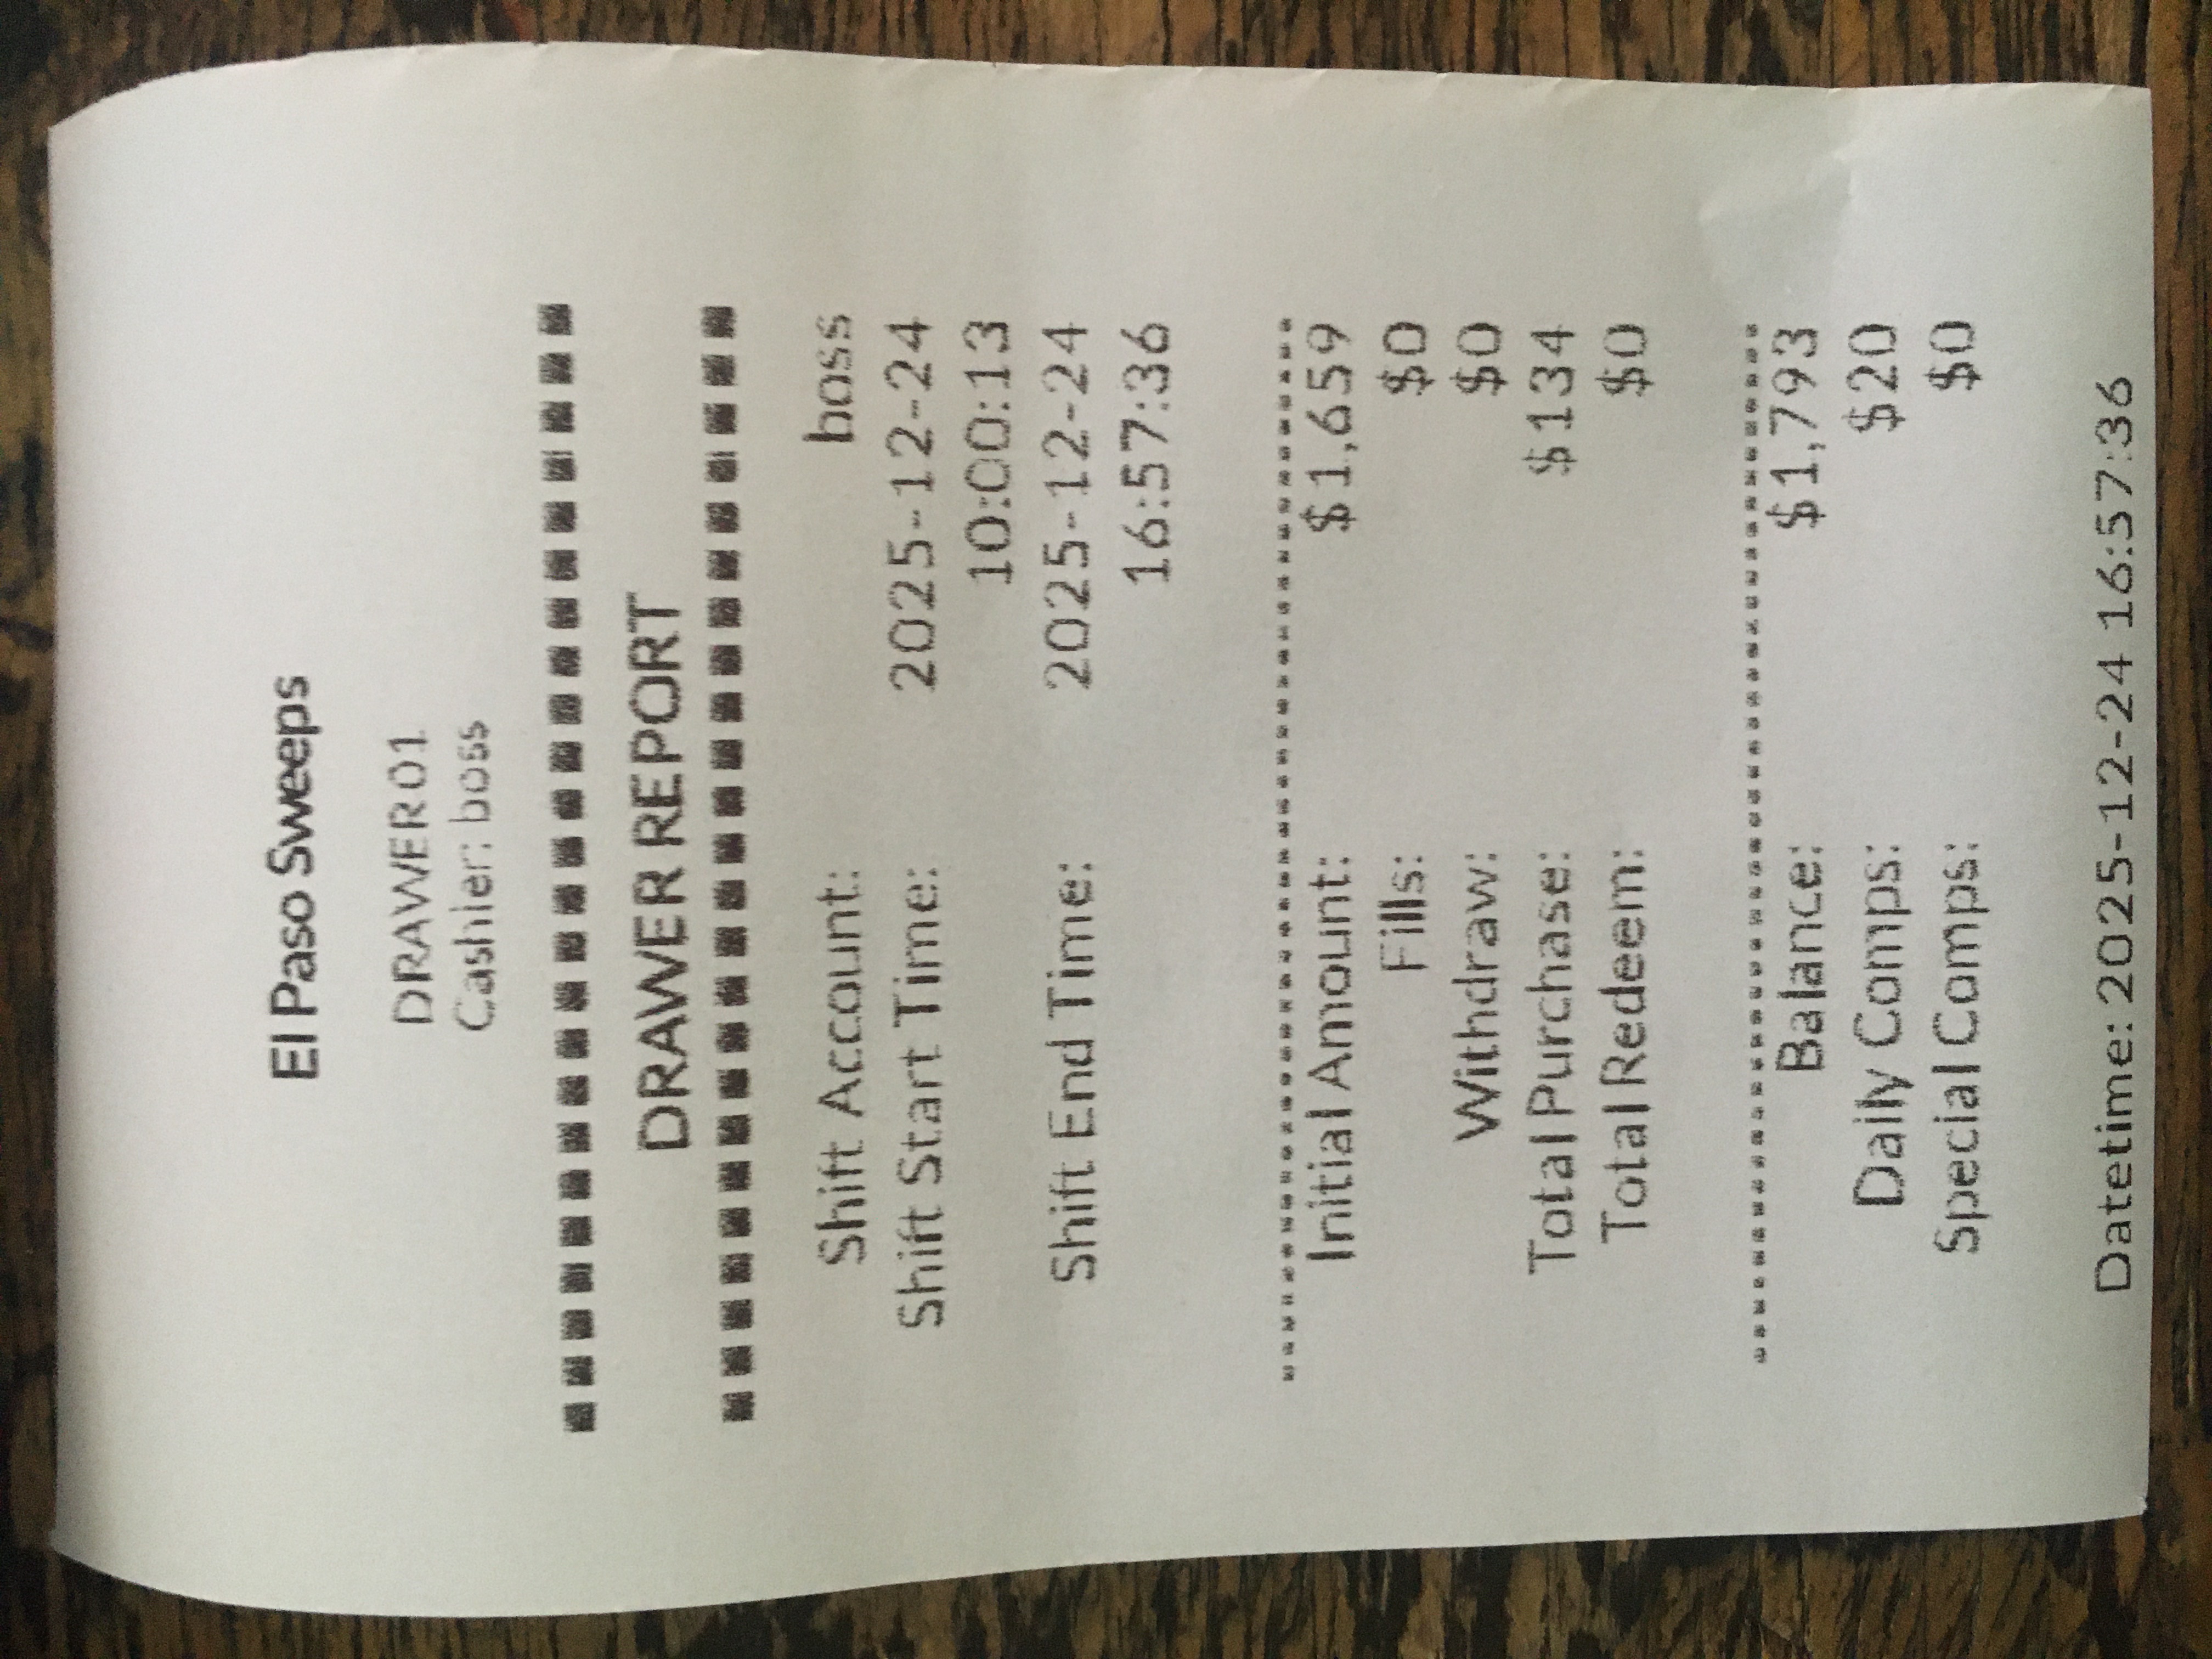 El Paso Sweeps
DRAWER01
Cashier: boss
DRAWER REPORT
Shift Account: boss
Shift Start Time: 2025-12-24
10:00:13
Shift End Time: 2025-12-24
16:57:36
Initial Amount: $1,659
Fills: $0
Withdraw: $0
Total Purchase: $134
Total Redeem: $0
Balance: $1,793
Daily Comps: $20
Special Comps: $0
Datetime: 2025-12-24 16:57:36